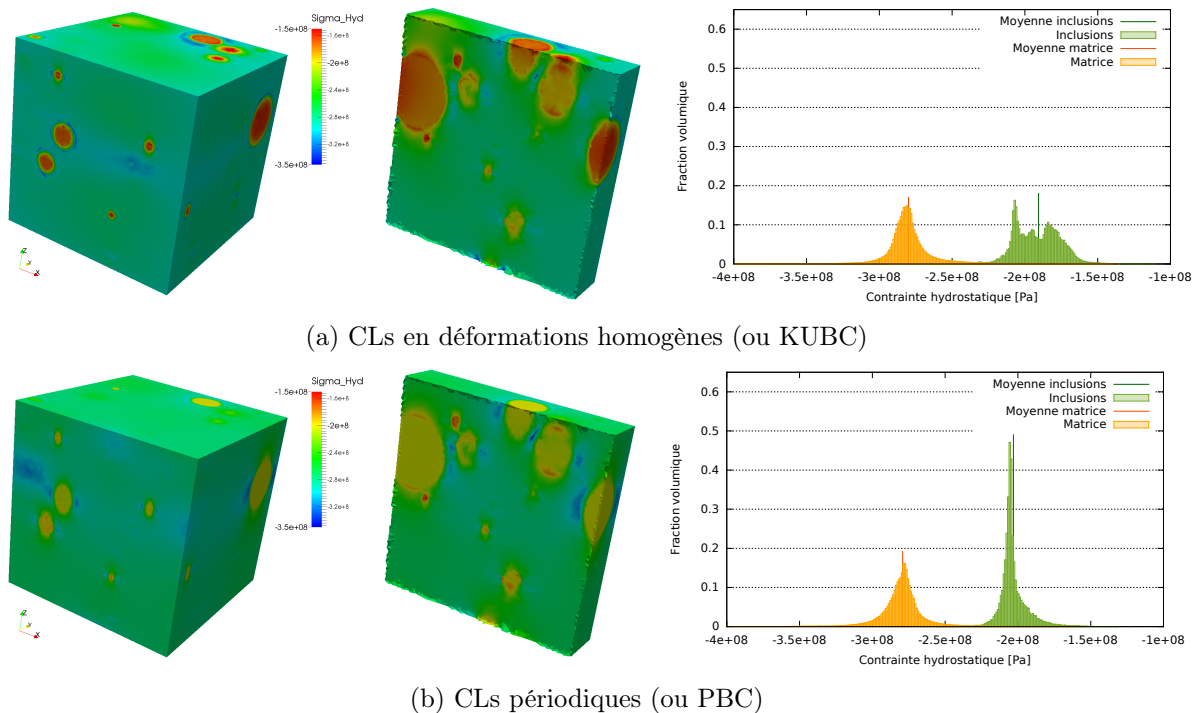 Sigma_Hyd
-1.5e+08
-1.6e+8
-2e+8
-2.4e+8
-2.8e+8
-3.2e+8
-3.5e+08
Z
Y
X
Fraction volumique
0.6
0.5
0.4
0.3
0.2
0.1
0
-4e+08 -3.5e+08 -3e+08 -2.5e+08 -2e+08 -1.5e+08 -1e+08
Contrainte hydrostatique [Pa]
Moyenne inclusions
Inclusions
Moyenne matrice
Matrice
(a) CLs en déformations homogènes (ou KUBC)
Sigma_Hyd
-1.5e+08
-1.6e+8
-2e+8
-2.4e+8
-2.8e+8
-3.2e+8
-3.5e+08
Z
Y
X
Fraction volumique
0.6
0.5
0.4
0.3
0.2
0.1
0
-4e+08 -3.5e+08 -3e+08 -2.5e+08 -2e+08 -1.5e+08 -1e+08
Contrainte hydrostatique [Pa]
Moyenne inclusions
Inclusions
Moyenne matrice
Matrice
(b) CLs périodiques (ou PBC)